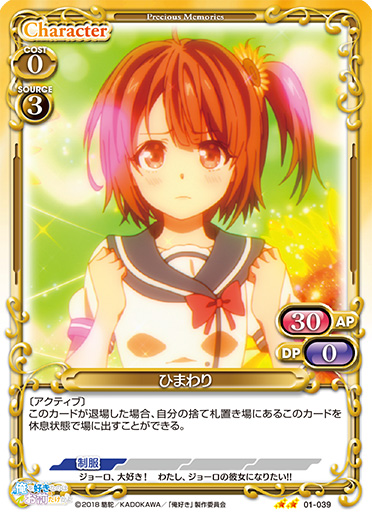 Precious Memories
Character
COST
0
SOURCE
3
30 AP
DP 0
ひまわり
［アクティブ］
このカードが退場した場合、自分の捨て札置き場にあるこのカードを
休息状態で場に出すことができる。
制服
ジョーロ、大好き！ わたし、ジョーロの彼女になりたい!!
©2018 駱駝／KADOKAWA／「俺好き」製作委員会
01-039